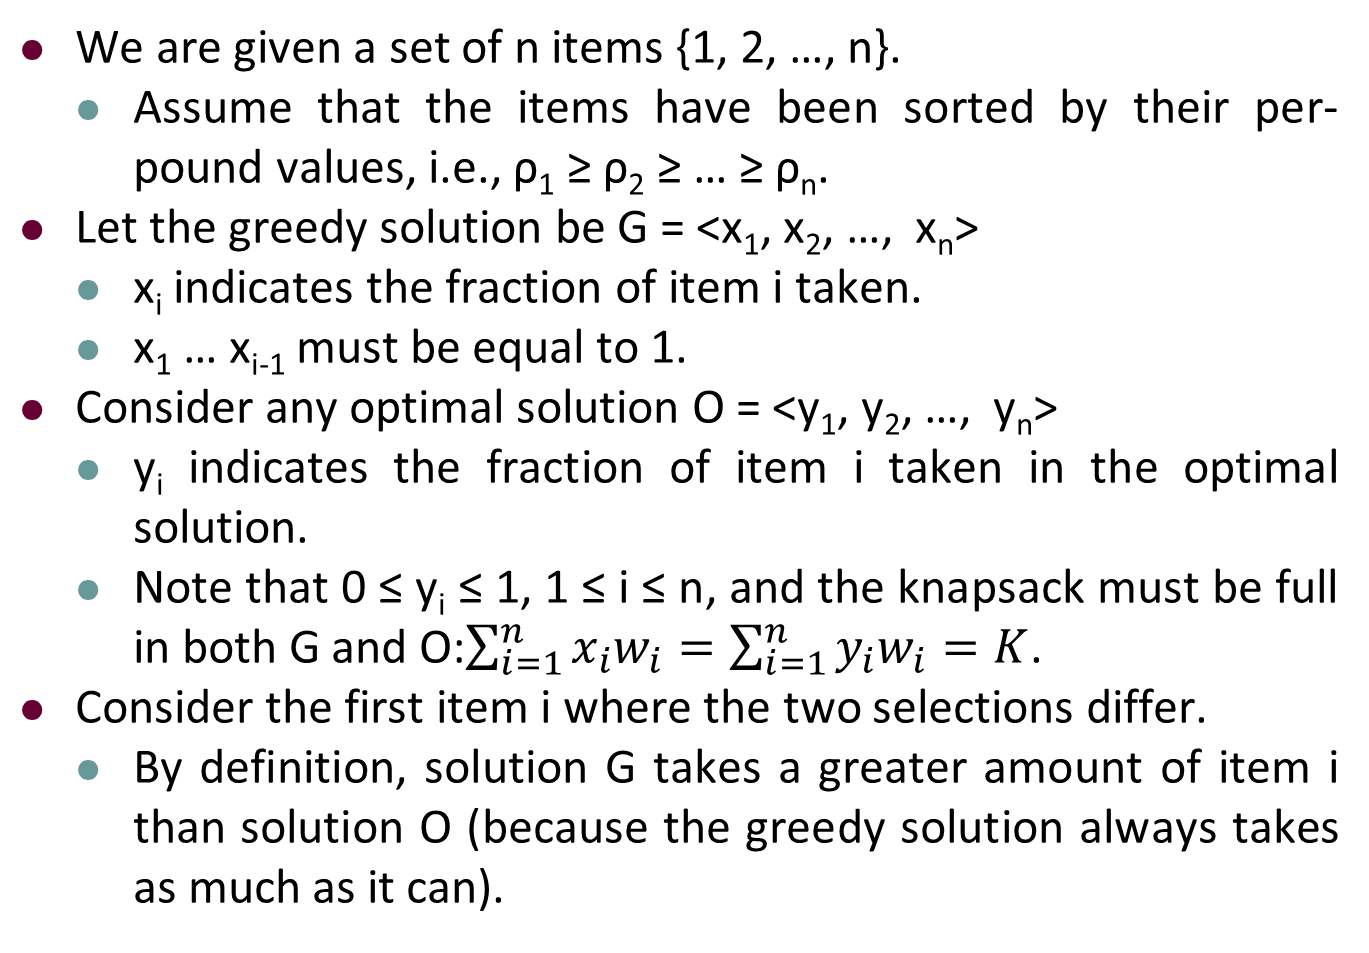 • We are given a set of n items {1, 2, …, n}.
• Assume that the items have been sorted by their per-
pound values, i.e., ρ₁ ≥ ρ₂ ≥ … ≥ ρₙ.
• Let the greedy solution be G = <x₁, x₂, …, xₙ>
• xᵢ indicates the fraction of item i taken.
• x₁ … xᵢ₋₁ must be equal to 1.
• Consider any optimal solution O = <y₁, y₂, …, yₙ>
• yᵢ indicates the fraction of item i taken in the optimal
solution.
• Note that 0 ≤ yᵢ ≤ 1, 1 ≤ i ≤ n, and the knapsack must be full
in both G and O:∑ⁿᵢ₌₁ xᵢwᵢ = ∑ⁿᵢ₌₁ yᵢwᵢ = K.
• Consider the first item i where the two selections differ.
• By definition, solution G takes a greater amount of item i
than solution O (because the greedy solution always takes
as much as it can).